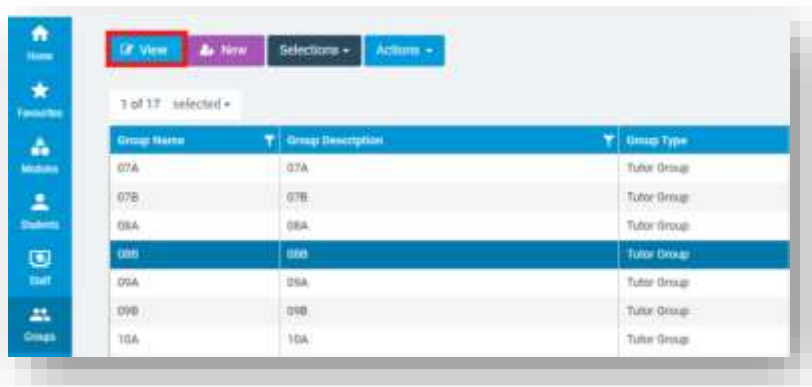 Home
View New Selections Actions
Favourites
1 of 17 selected
Modules
Group Name Group Description Group Type
07A 07A Tutor Group
07B 07B Tutor Group
Students
08A 08A Tutor Group
08B 08B Tutor Group
Staff
09A 09A Tutor Group
09B 09B Tutor Group
Groups
10A 10A Tutor Group